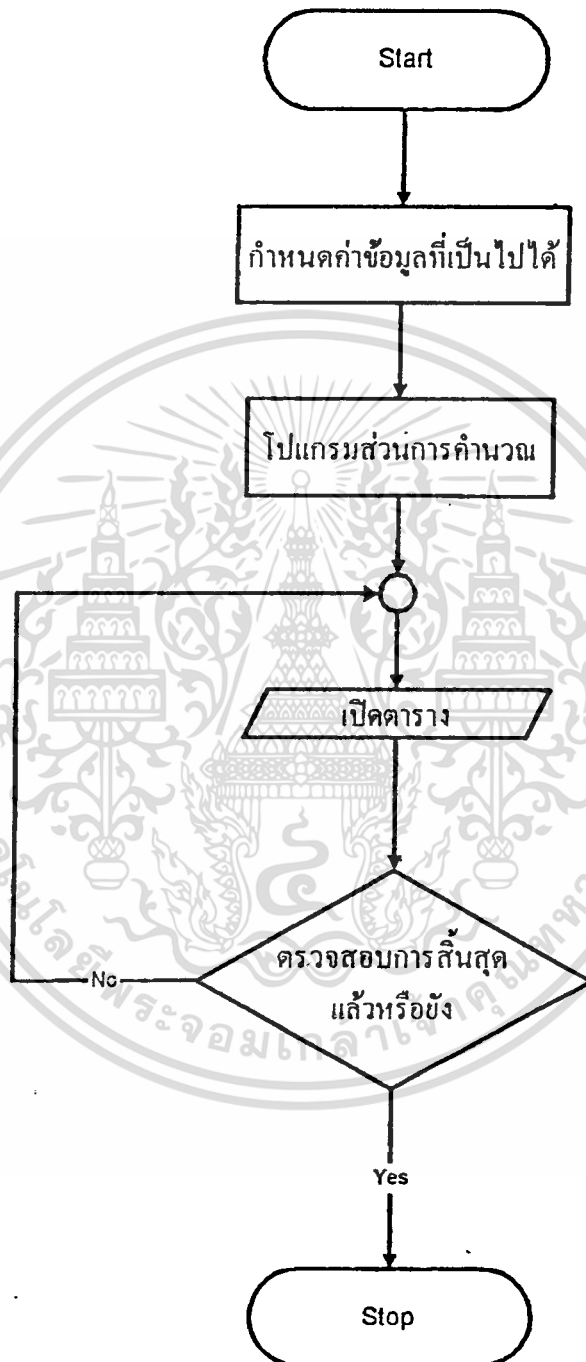 Start
กำหนดค่าข้อมูลที่เป็นไปได้
โปแกรมส่วนการคำนวณ
เปิดตาราง
ตรวจสอบการสิ้นสุด
แล้วหรือยัง
No
Yes
Stop